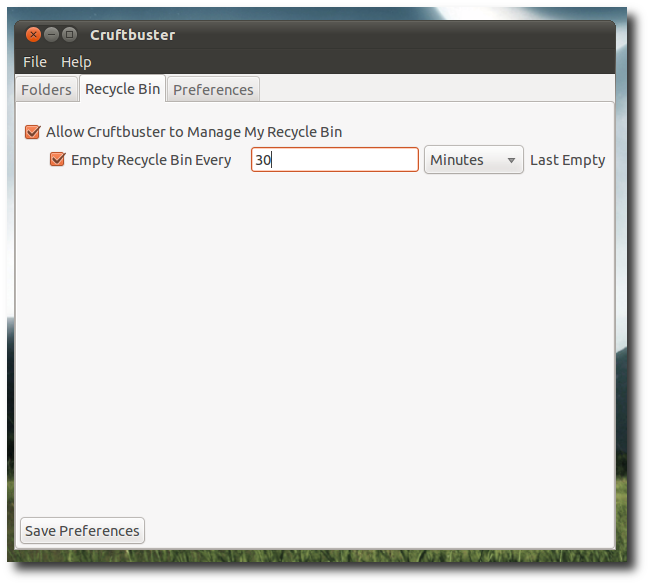 Cruftbuster
File Help
Folders Recycle Bin Preferences
Allow Cruftbuster to Manage My Recycle Bin
Empty Recycle Bin Every 30 Minutes Last Empty
Save Preferences